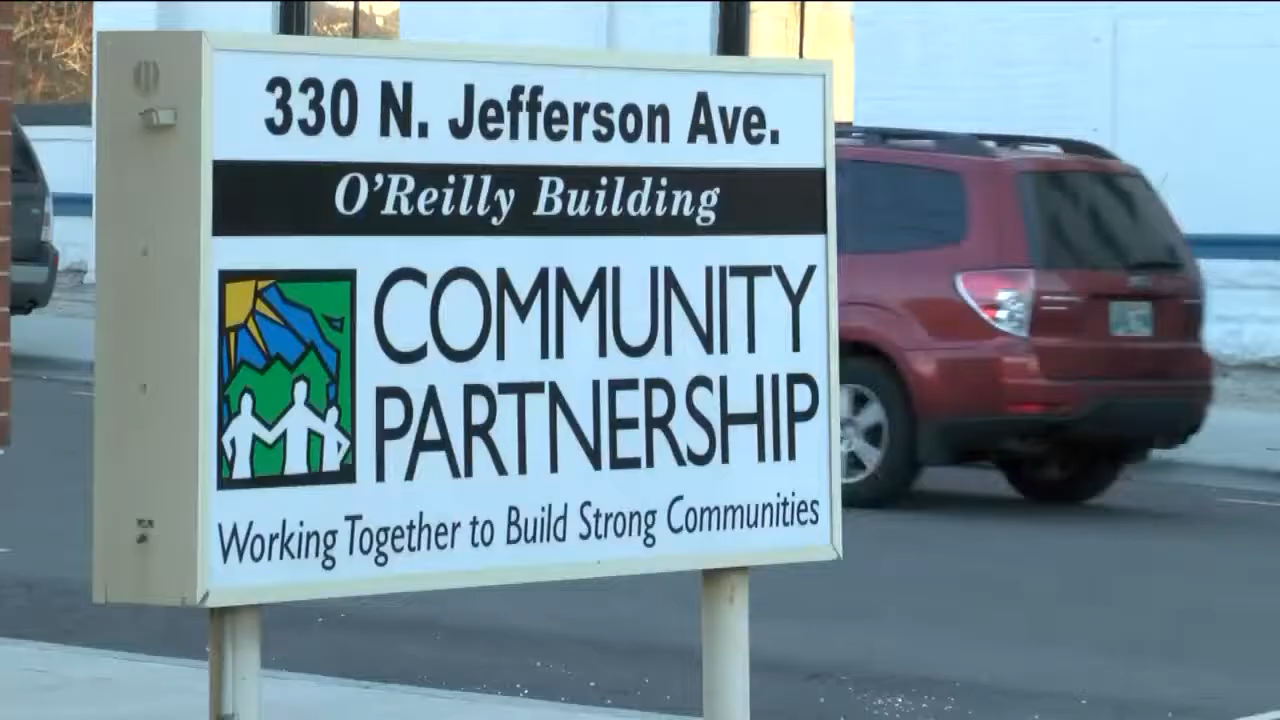 330 N. Jefferson Ave.
O'Reilly Building
COMMUNITY
PARTNERSHIP
Working Together to Build Strong Communities